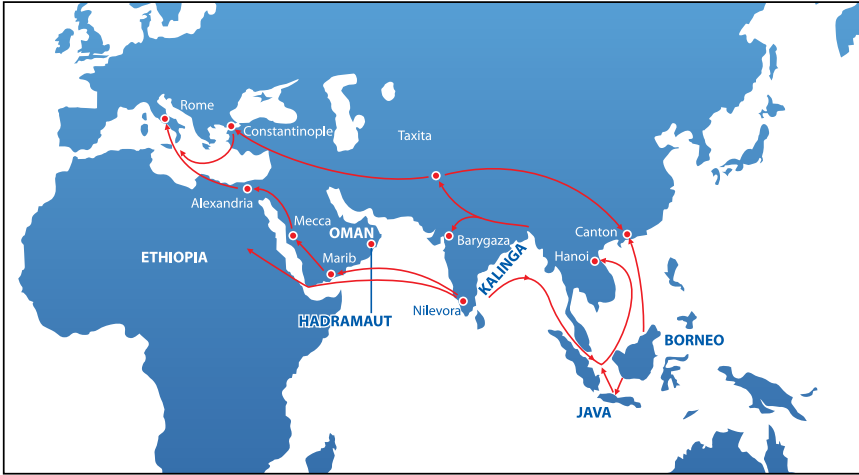 Rome
Constantinople
Taxita
Alexandria
Mecca
OMAN
Barygaza
Canton
ETHIOPIA
Marib
Hanoi
KALINGA
Nilevora
HADRAMAUT
BORNEO
JAVA